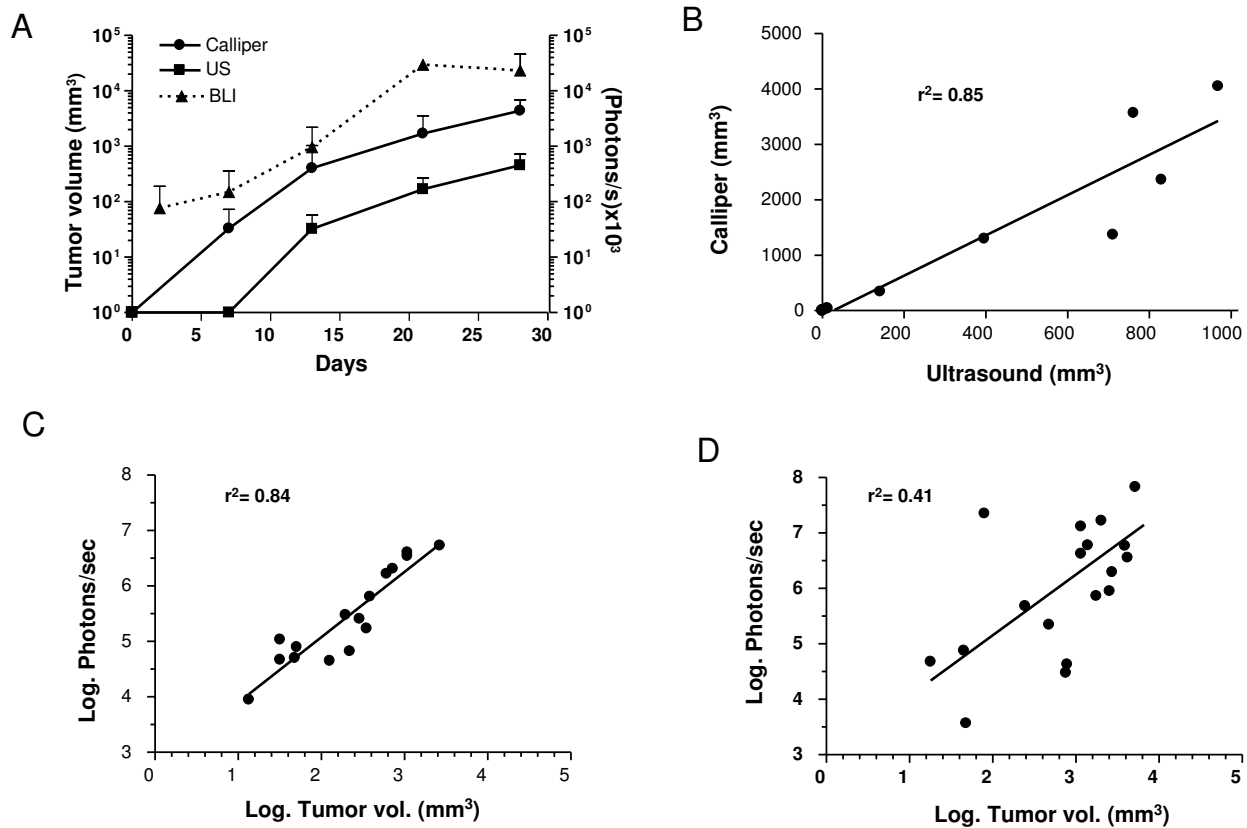 A
Tumor volume (mm³)
10⁵
10⁴
10³
10²
10¹
10⁰
Calliper
US
BLI
10⁵
10⁴
10³
10²
10¹
10⁰
(Photons/s)x10³
0 5 10 15 20 25 30
Days
B
Calliper (mm³)
5000
4000
3000
2000
1000
0
r²= 0.85
0 200 400 600 800 1000
Ultrasound (mm³)
C
Log. Photons/sec
8
7
6
5
4
3
r²= 0.84
0 1 2 3 4 5
Log. Tumor vol. (mm³)
D
Log. Photons/sec
8
7
6
5
4
3
r²= 0.41
0 1 2 3 4 5
Log. Tumor vol. (mm³)